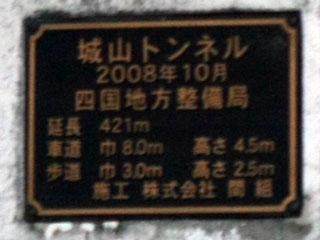 城山トンネル
2008年10月
四国地方整備局
延長 421m
車道 巾 8.0m 高さ 4.5m
歩道 巾 3.0m 高さ 2.5m
施工 株式会社 間 組